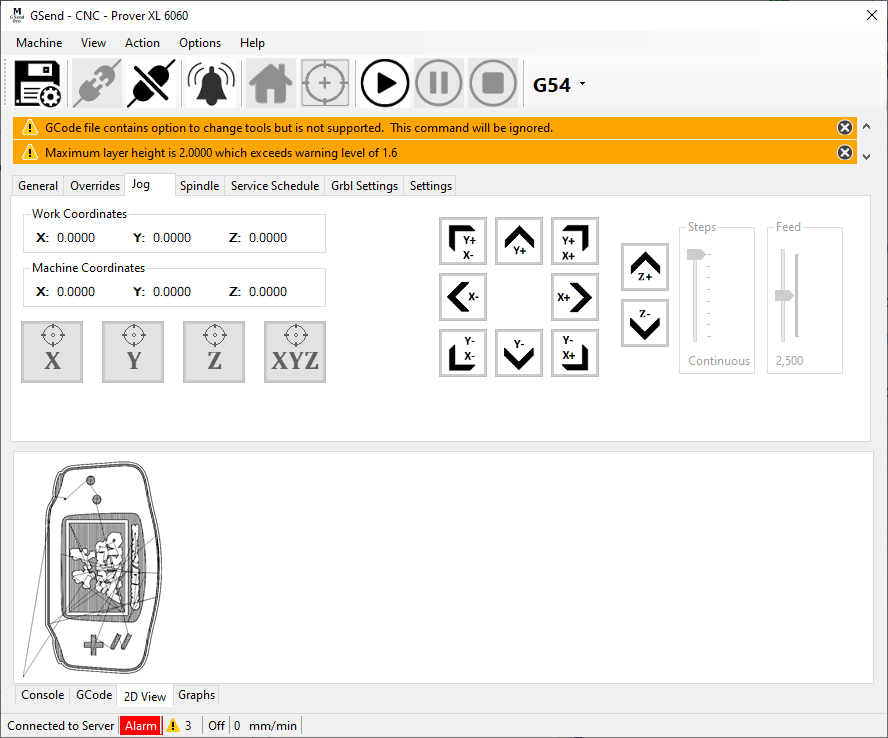 M
GSend
Pro
GSend - CNC - Prover XL 6060
Machine View Action Options Help
G54
GCode file contains option to change tools but is not supported.  This command will be ignored.
Maximum layer height is 2.0000 which exceeds warning level of 1.6
General Overrides Jog Spindle Service Schedule Grbl Settings Settings
Work Coordinates
X: 0.0000 Y: 0.0000 Z: 0.0000
Machine Coordinates
X: 0.0000 Y: 0.0000 Z: 0.0000
X Y Z XYZ
Y+ X-
Y+
Y+ X+
X-
X+
Y- X-
Y-
Y- X+
Z+
Z-
Steps
Continuous
Feed
2,500
Console GCode 2D View Graphs
Connected to Server Alarm 3 Off 0 mm/min